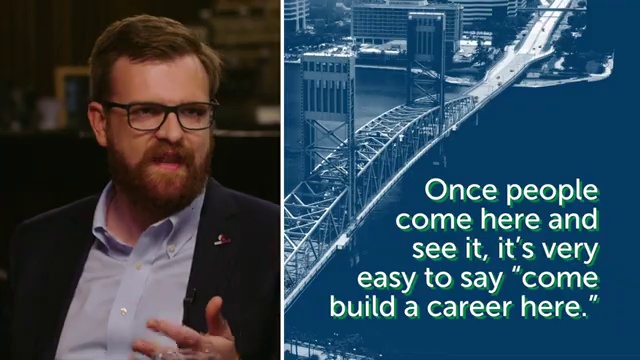 Once people
come here and
see it, it’s very
easy to say “come
build a career here.”